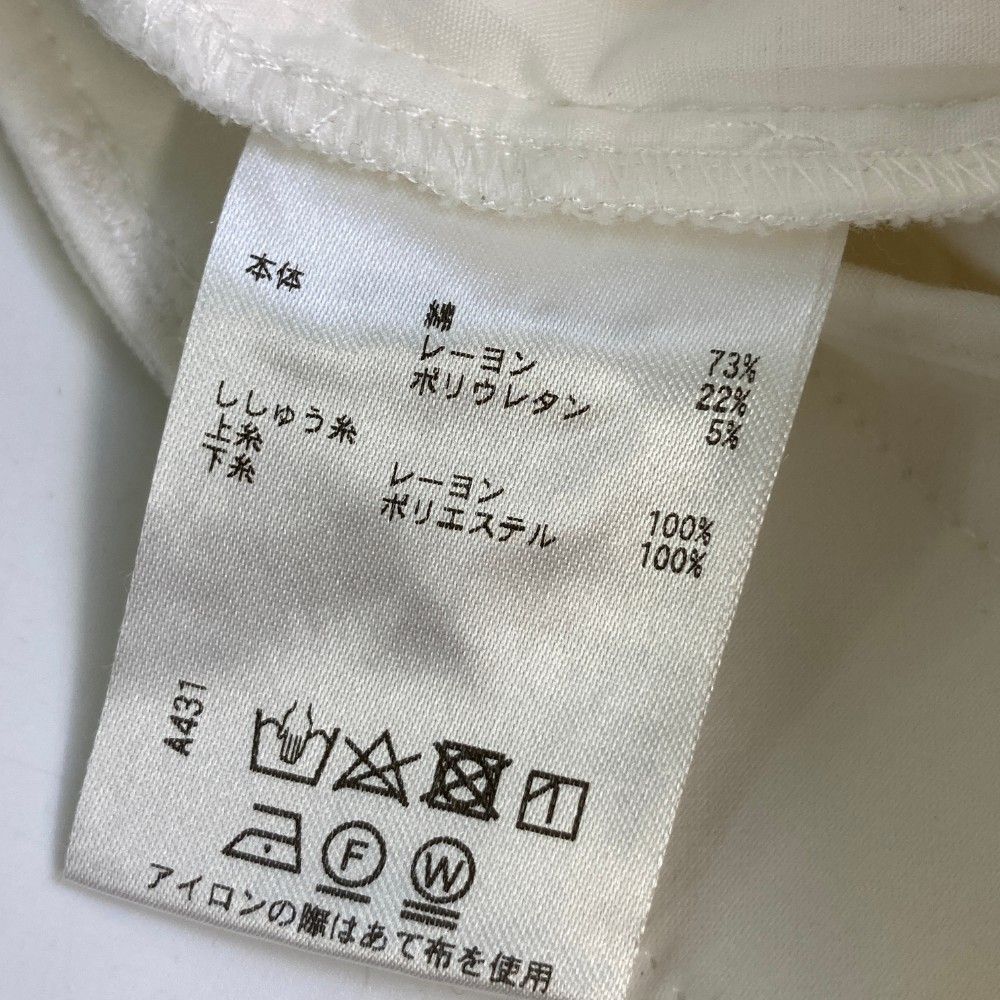 本体
綿 73%
レーヨン 22%
ポリウレタン 5%
ししゅう糸
上糸 レーヨン 100%
下糸 ポリエステル 100%
A431
F W
アイロンの際はあて布を使用